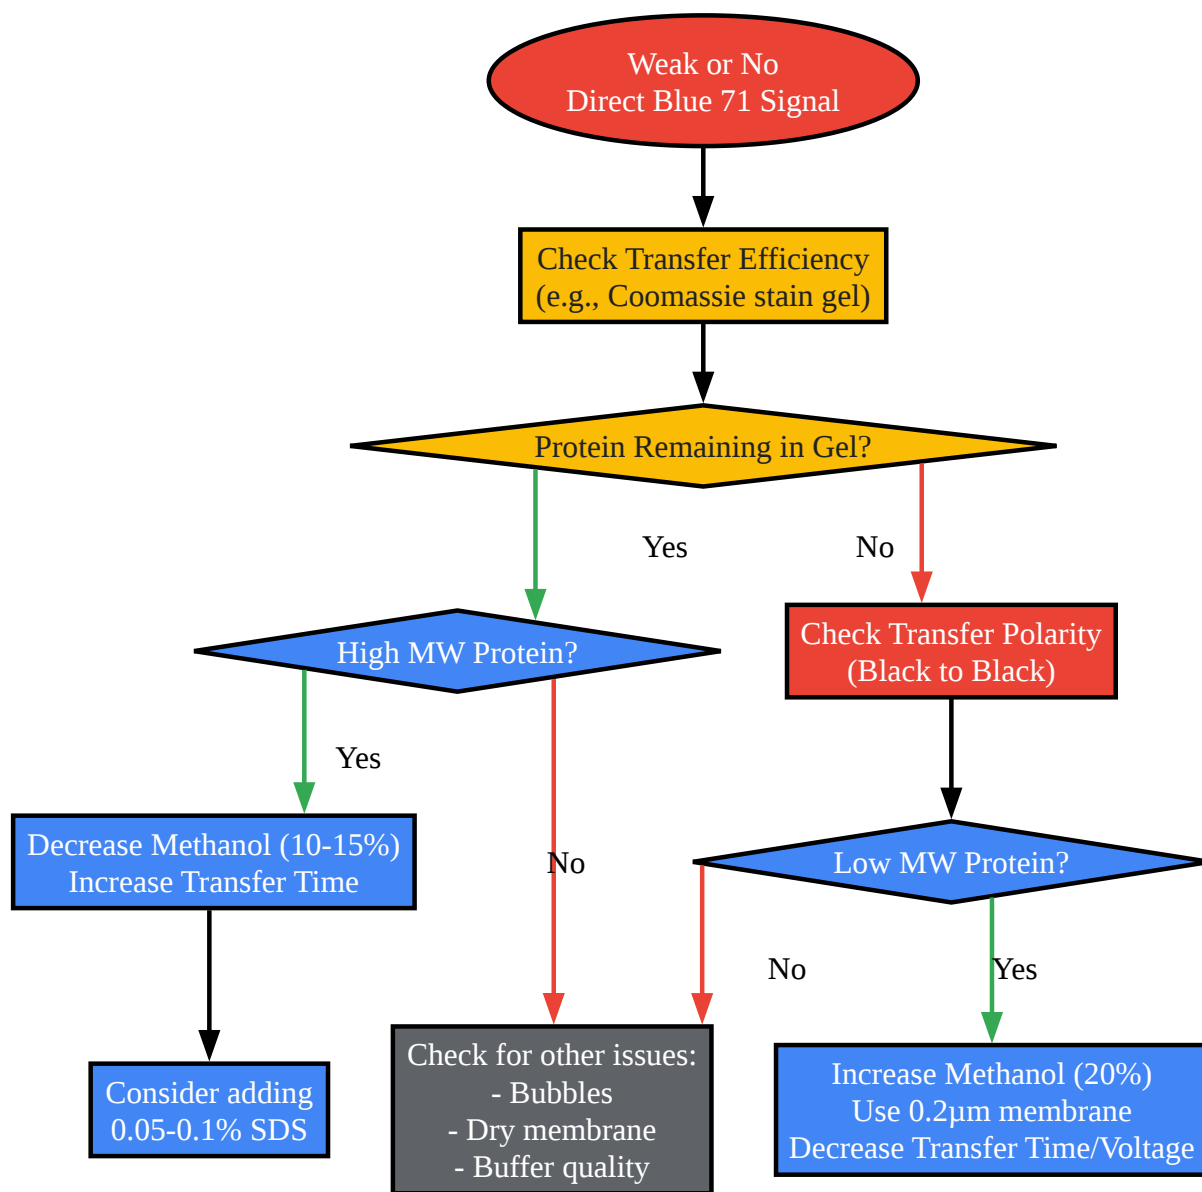 Weak or No
Direct Blue 71 Signal
Check Transfer Efficiency
(e.g., Coomassie stain gel)
Protein Remaining in Gel?
Yes
No
High MW Protein?
Check Transfer Polarity
(Black to Black)
Yes
Decrease Methanol (10-15%)
Increase Transfer Time
No
Low MW Protein?
No
Yes
Consider adding
0.05-0.1% SDS
Check for other issues:
- Bubbles
- Dry membrane
- Buffer quality
Increase Methanol (20%)
Use 0.2µm membrane
Decrease Transfer Time/Voltage